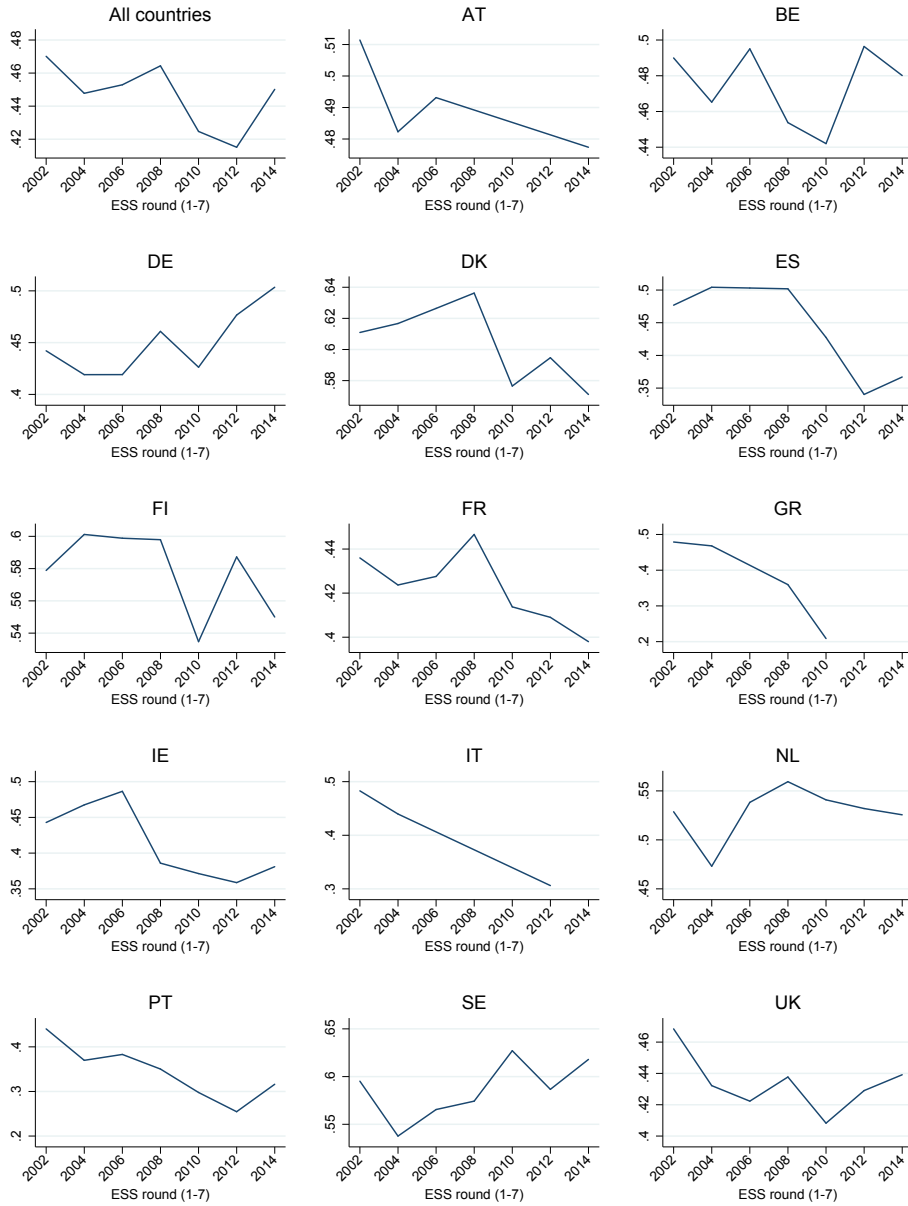 All countries
.48
.46
.44
.42
2002 2004 2006 2008 2010 2012 2014
ESS round (1-7)
AT
.51
.5
.49
.48
2002 2004 2006 2008 2010 2012 2014
ESS round (1-7)
BE
.5
.48
.46
.44
2002 2004 2006 2008 2010 2012 2014
ESS round (1-7)
DE
.5
.45
.4
2002 2004 2006 2008 2010 2012 2014
ESS round (1-7)
DK
.64
.62
.6
.58
2002 2004 2006 2008 2010 2012 2014
ESS round (1-7)
ES
.5
.45
.4
.35
2002 2004 2006 2008 2010 2012 2014
ESS round (1-7)
FI
.6
.58
.56
.54
2002 2004 2006 2008 2010 2012 2014
ESS round (1-7)
FR
.44
.42
.4
2002 2004 2006 2008 2010 2012 2014
ESS round (1-7)
GR
.5
.4
.3
.2
2002 2004 2006 2008 2010 2012 2014
ESS round (1-7)
IE
.5
.45
.4
.35
2002 2004 2006 2008 2010 2012 2014
ESS round (1-7)
IT
.5
.4
.3
2002 2004 2006 2008 2010 2012 2014
ESS round (1-7)
NL
.55
.5
.45
2002 2004 2006 2008 2010 2012 2014
ESS round (1-7)
PT
.4
.3
.2
2002 2004 2006 2008 2010 2012 2014
ESS round (1-7)
SE
.65
.6
.55
2002 2004 2006 2008 2010 2012 2014
ESS round (1-7)
UK
.46
.44
.42
.4
2002 2004 2006 2008 2010 2012 2014
ESS round (1-7)